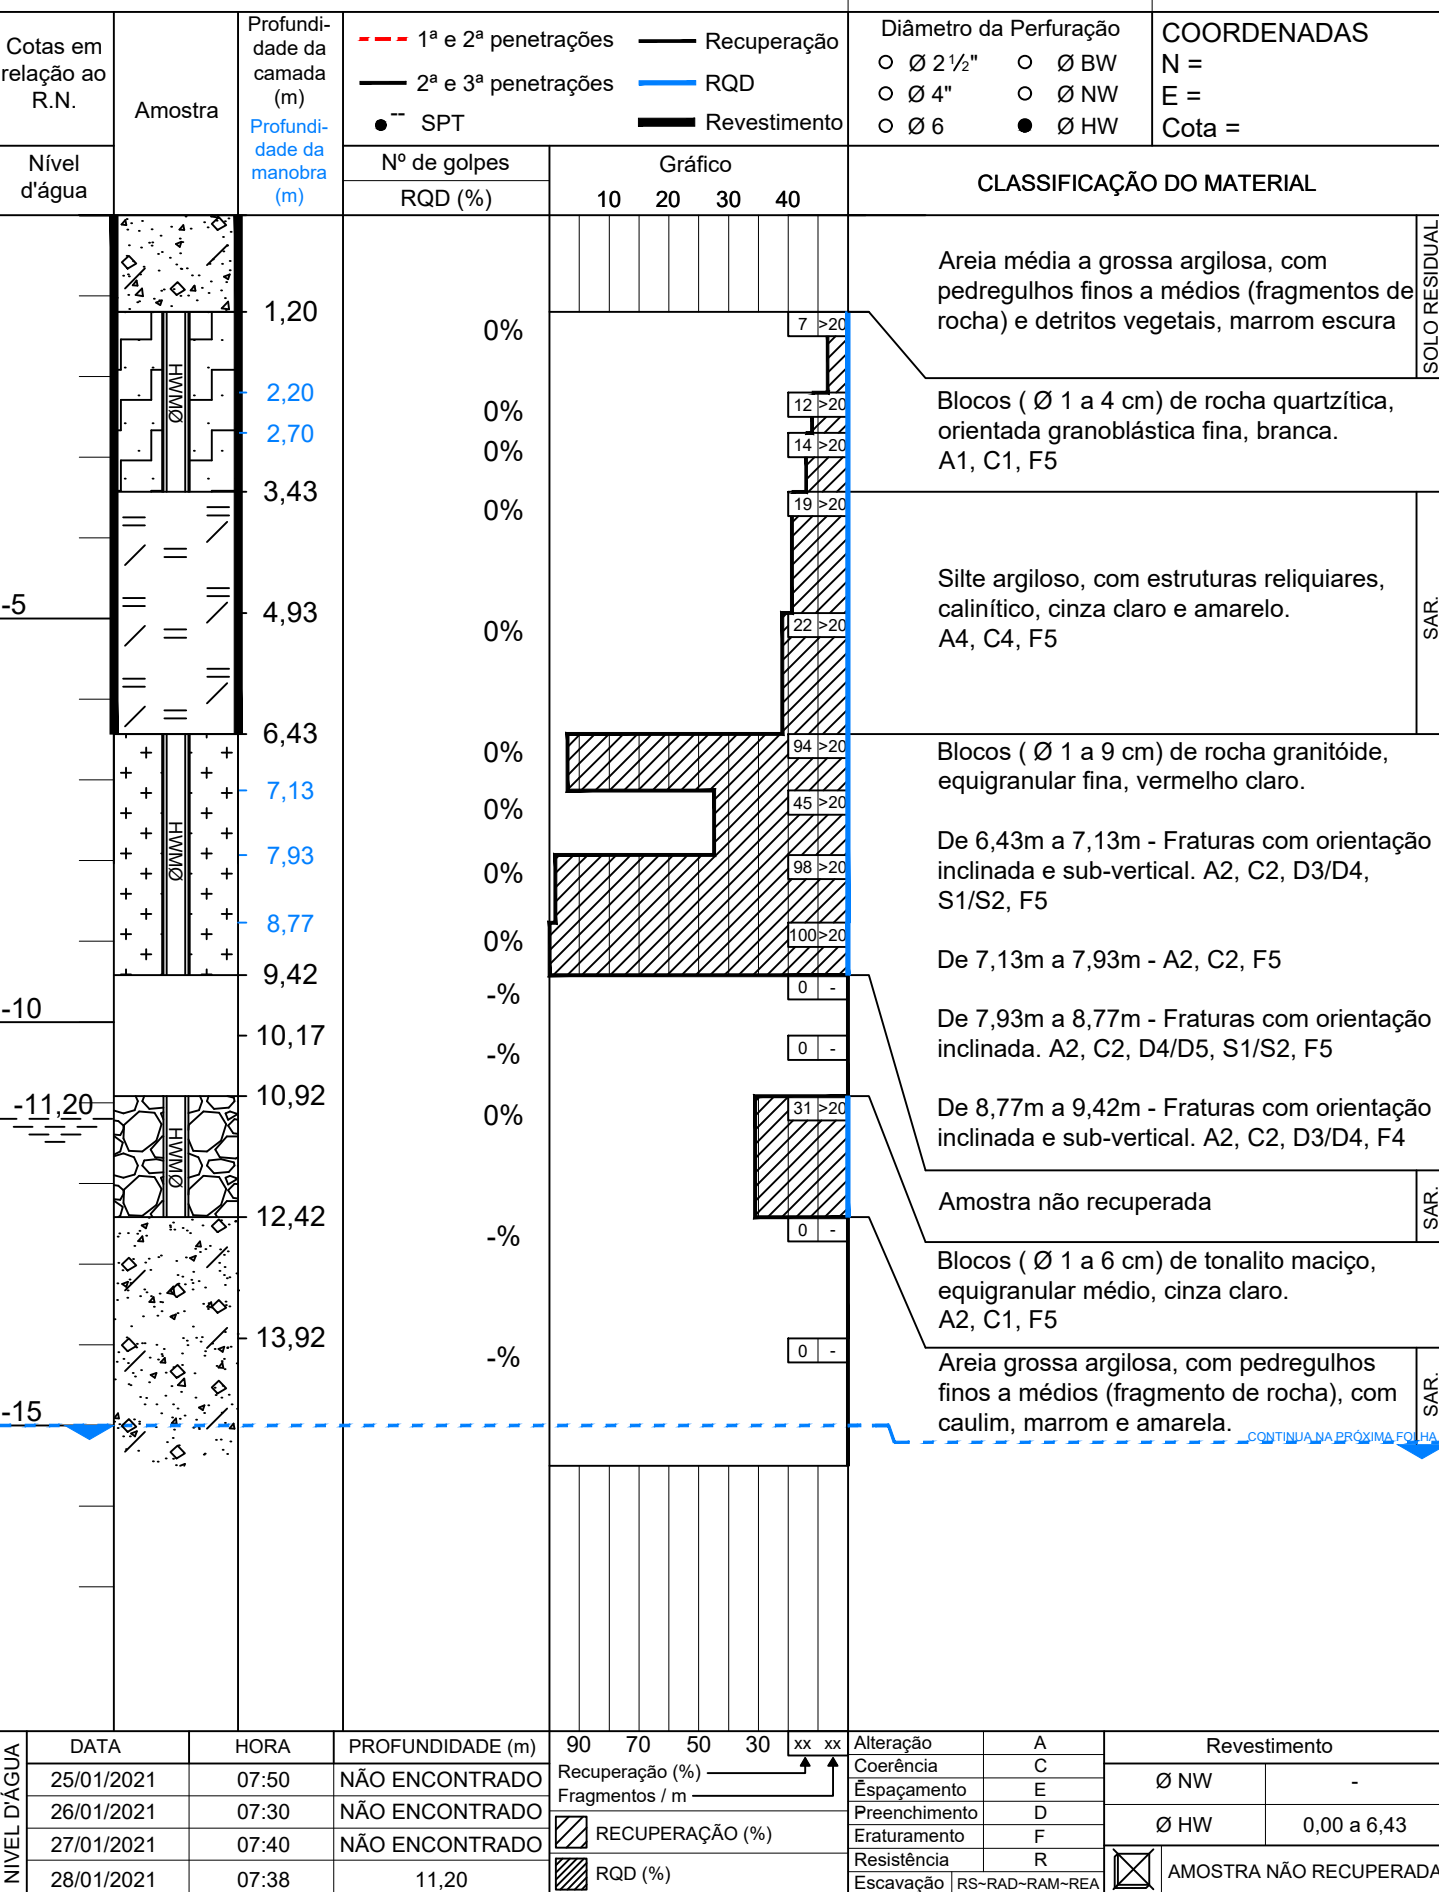 Cotas em
relação ao
R.N.
Nível
d'água
Amostra
Profundi-
dade da
camada
(m)
Profundi-
dade da
manobra
(m)
1ª e 2ª penetrações
Recuperação
2ª e 3ª penetrações
RQD
SPT
Revestimento
Nº de golpes
RQD (%)
Gráfico
10 20 30 40
Diâmetro da Perfuração
Ø 2½" Ø BW
Ø 4" Ø NW
Ø 6 Ø HW
COORDENADAS
N =
E =
Cota =
CLASSIFICAÇÃO DO MATERIAL
Areia média a grossa argilosa, com
pedregulhos finos a médios (fragmentos de
rocha) e detritos vegetais, marrom escura
SOLO RESIDUAL
1,20
0% 7 >20
HWMØ
2,20
0% 12 >20
2,70
0% 14 >20
Blocos ( Ø 1 a 4 cm) de rocha quartzítica,
orientada granoblástica fina, branca.
A1, C1, F5
3,43
0% 19 >20
Silte argiloso, com estruturas reliquiares,
calinítico, cinza claro e amarelo.
A4, C4, F5
SAR.
-5
4,93
0% 22 >20
6,43
0% 94 >20
HWMØ
7,13
0% 45 >20
7,93
0% 98 >20
8,77
0% 100 >20
Blocos ( Ø 1 a 9 cm) de rocha granitóide,
equigranular fina, vermelho claro.
De 6,43m a 7,13m - Fraturas com orientação
inclinada e sub-vertical. A2, C2, D3/D4,
S1/S2, F5
De 7,13m a 7,93m - A2, C2, F5
De 7,93m a 8,77m - Fraturas com orientação
inclinada. A2, C2, D4/D5, S1/S2, F5
De 8,77m a 9,42m - Fraturas com orientação
inclinada e sub-vertical. A2, C2, D3/D4, F4
9,42
-% 0 -
-10
10,17
-% 0 -
Amostra não recuperada
SAR.
10,92
-11,20
0% 31 >20
HWMØ
Blocos ( Ø 1 a 6 cm) de tonalito maciço,
equigranular médio, cinza claro.
A2, C1, F5
12,42
-% 0 -
13,92
-% 0 -
Areia grossa argilosa, com pedregulhos
finos a médios (fragmento de rocha), com
caulim, marrom e amarela.
SAR.
-15
CONTINUA NA PRÓXIMA FOLHA
NIVEL D'ÁGUA
DATA HORA PROFUNDIDADE (m)
25/01/2021 07:50 NÃO ENCONTRADO
26/01/2021 07:30 NÃO ENCONTRADO
27/01/2021 07:40 NÃO ENCONTRADO
28/01/2021 07:38 11,20
90 70 50 30 xx xx
Recuperação (%)
Fragmentos / m
RECUPERAÇÃO (%)
RQD (%)
Alteração A
Coerência C
Espaçamento E
Preenchimento D
Eraturamento F
Resistência R
Escavação RS~RAD~RAM~REA
Revestimento
Ø NW -
Ø HW 0,00 a 6,43
AMOSTRA NÃO RECUPERADA